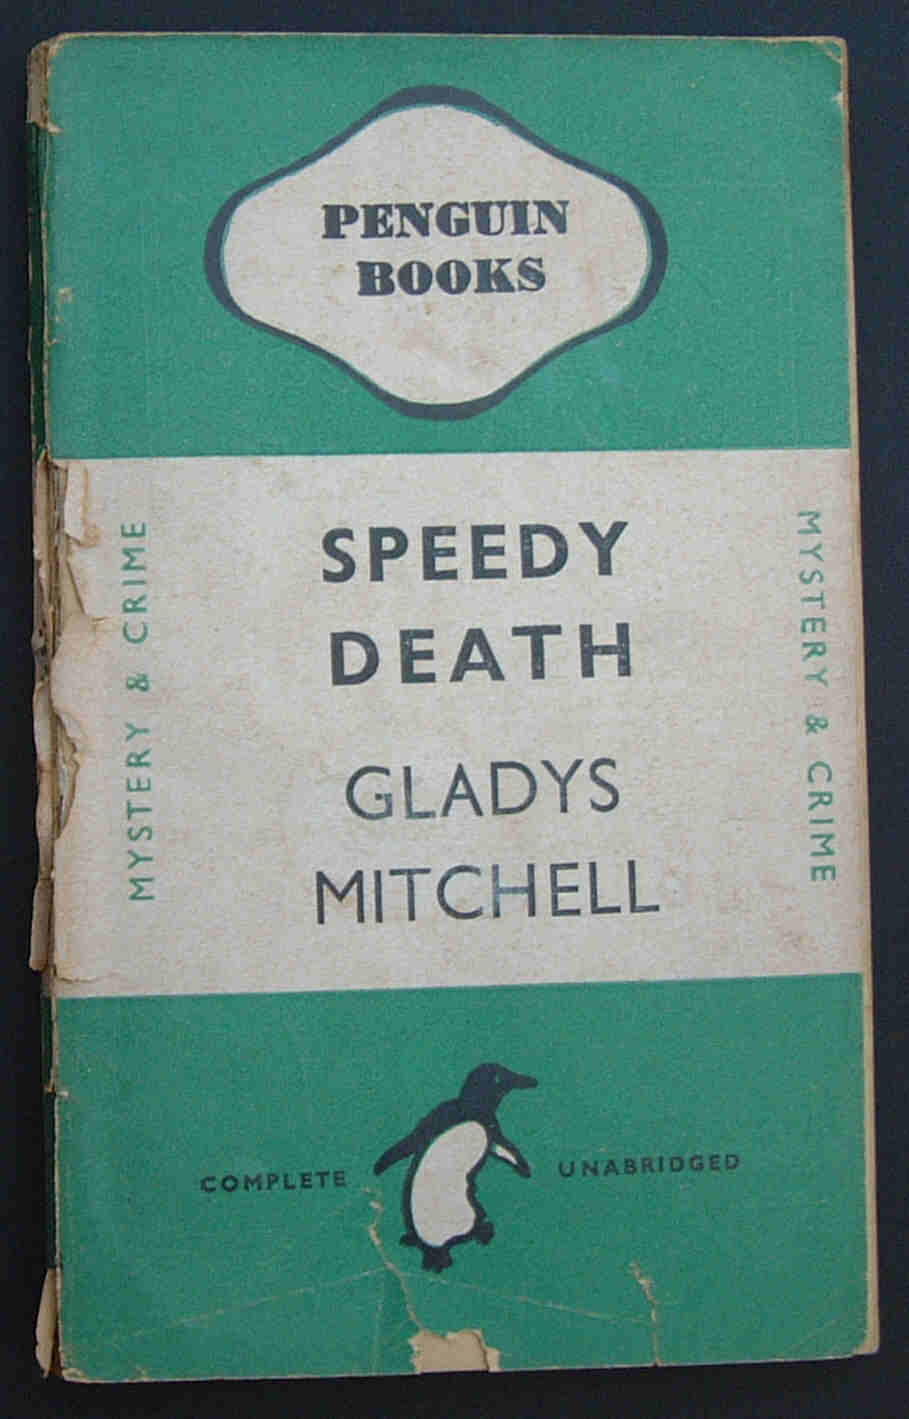 PENGUIN
BOOKS
SPEEDY
DEATH
GLADYS
MITCHELL
MYSTERY & CRIME
MYSTERY & CRIME
COMPLETE
UNABRIDGED